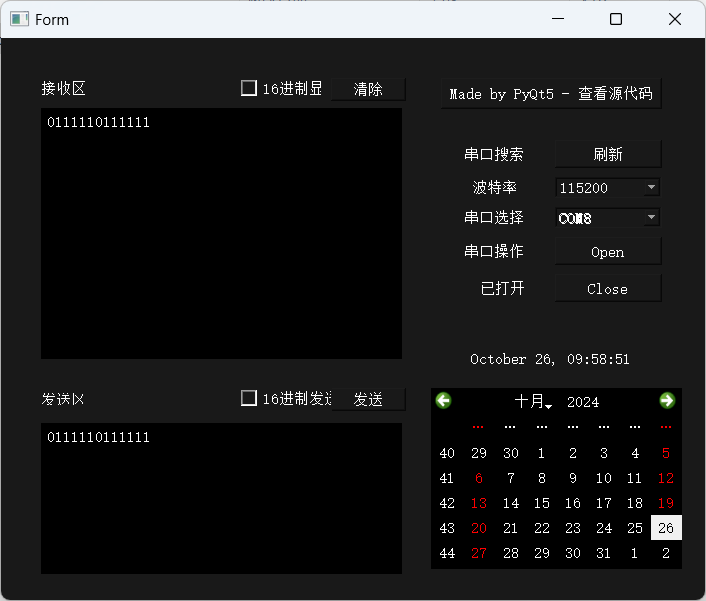 Form
接收区 16进制显 清除
0111110111111
Made by PyQt5 - 查看源代码
串口搜索 刷新
波特率 115200
串口选择 COM8
串口操作 Open
已打开 Close
October 26, 09:58:51
发送区 16进制发送 发送
0111110111111
十月 2024
... ... ... ... ... ... ...
40 29 30 1 2 3 4 5
41 6 7 8 9 10 11 12
42 13 14 15 16 17 18 19
43 20 21 22 23 24 25 26
44 27 28 29 30 31 1 2